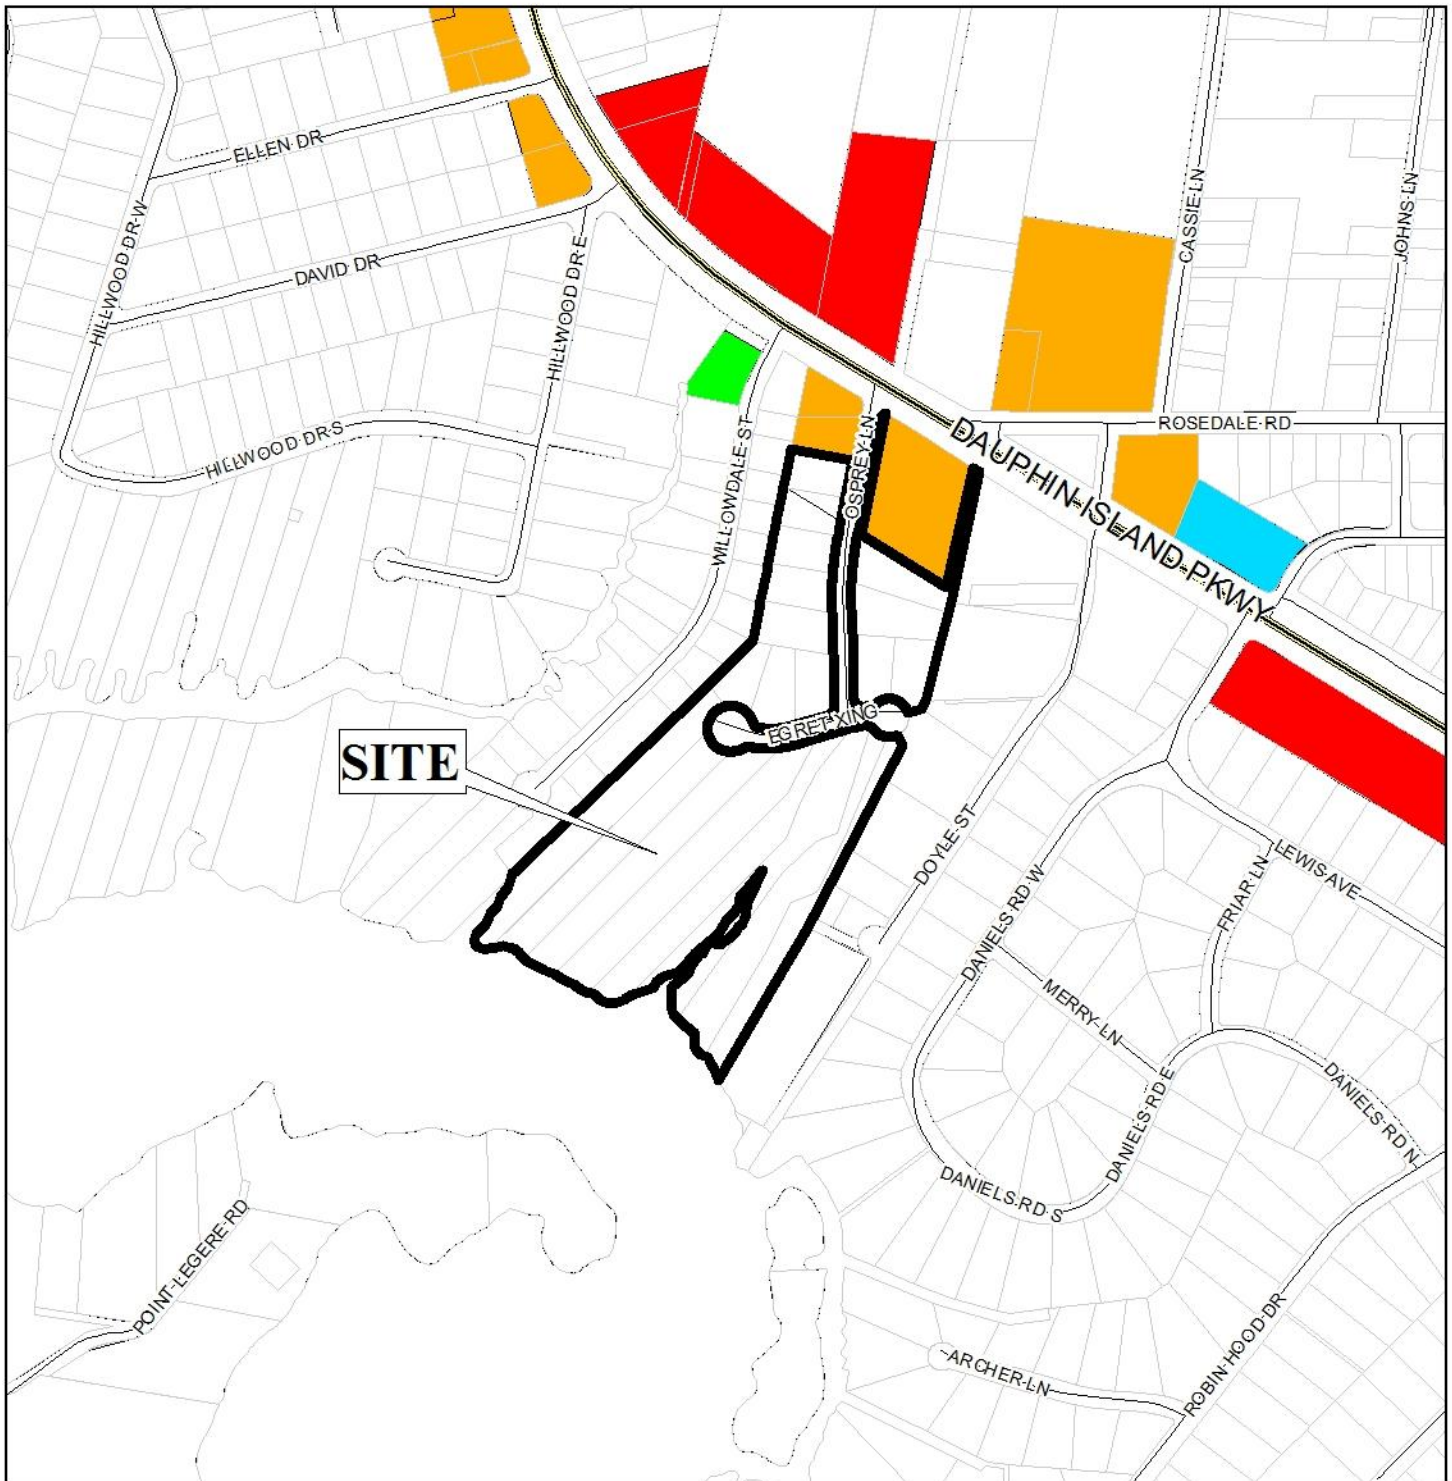 ELLEN DR
CASSIE LN
JOHNS LN
HILLWOOD DR W
DAVID DR
HILLWOOD DR E
HILLWOOD DR S
WILLOWDALE ST
OSPREY LN
ROSEDALE RD
DAUPHIN ISLAND PKWY
EGRET XING
SITE
DOYLE ST
LEWIS AVE
FRIAR LN
DANIELS RD W
MERRY LN
DANIELS RD E
DANIELS RD N
DANIELS RD S
POINT LEGERE RD
ROBIN HOOD DR
ARCHER LN